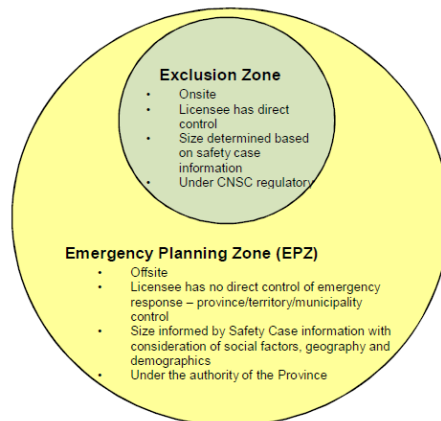 Exclusion Zone
• Onsite
• Licensee has direct
control
• Size determined based
on safety case
information
• Under CNSC regulatory
Emergency Planning Zone (EPZ)
• Offsite
• Licensee has no direct control of emergency
response – province/territory/municipality
control
• Size informed by Safety Case information with
consideration of social factors, geography and
demographics
• Under the authority of the Province